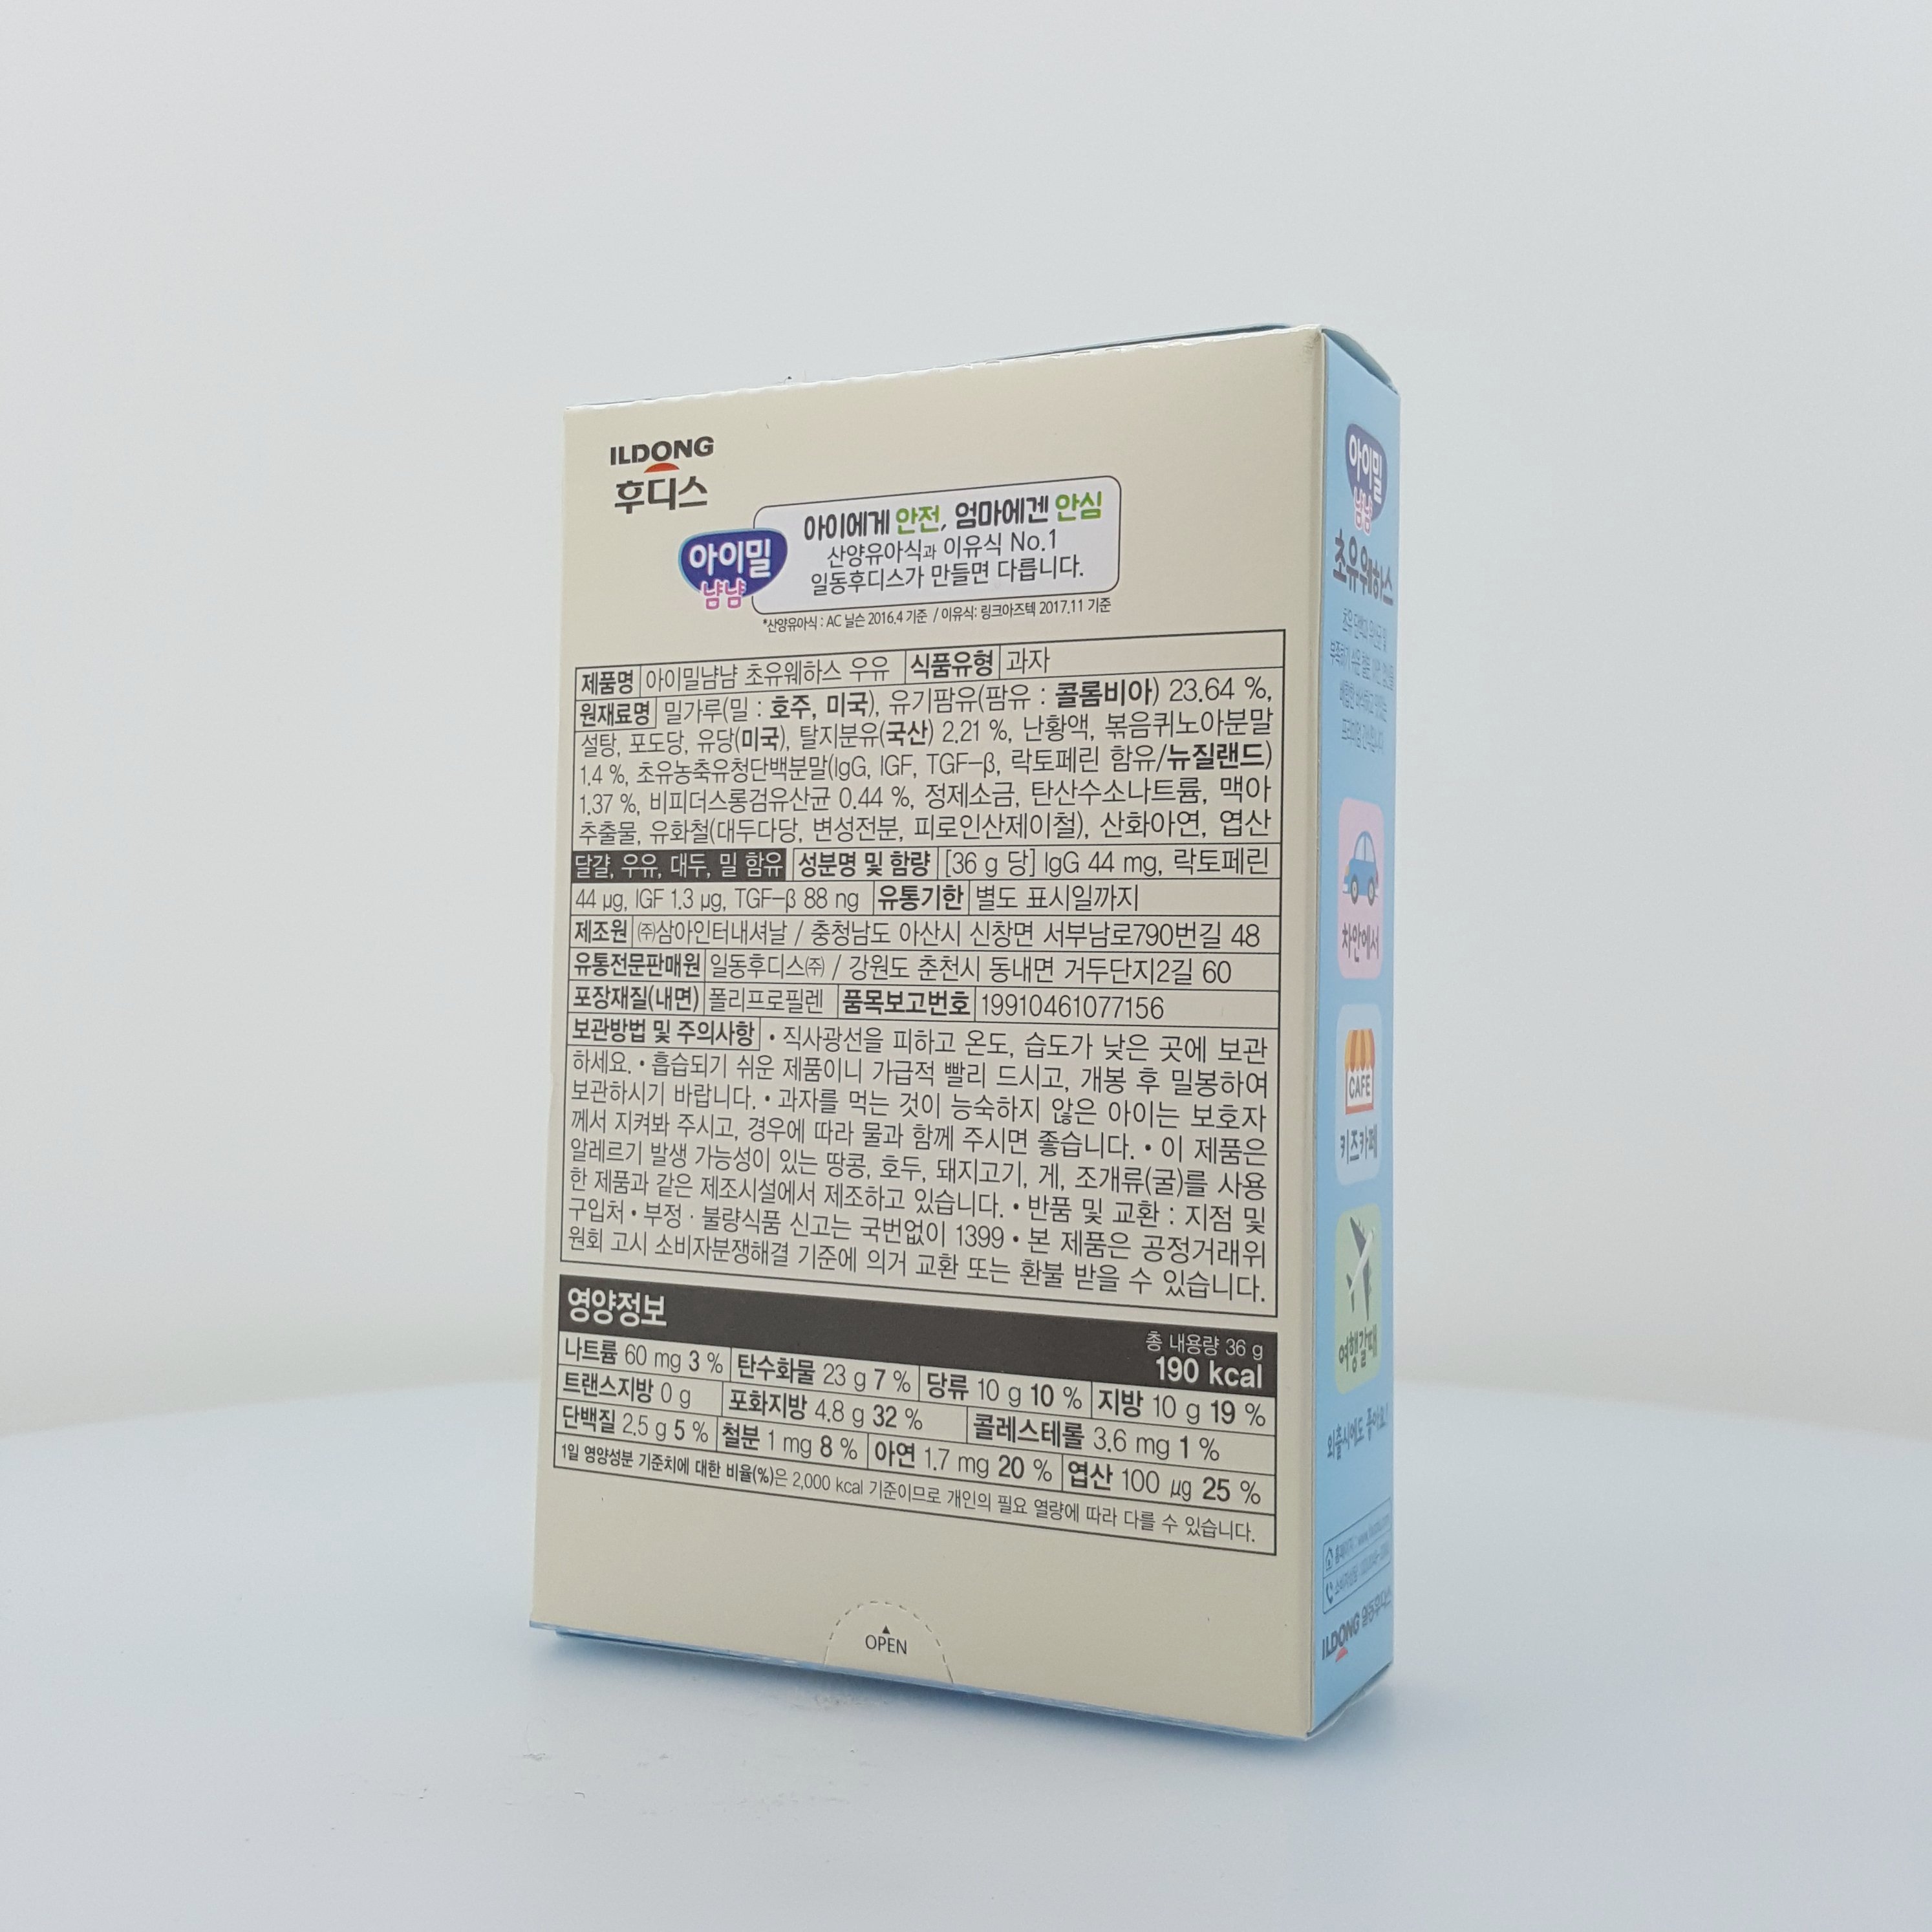 ILDONG
후디스
아이밀
냠냠
아이에게 안전, 엄마에겐 안심
산양유아식과 이유식 No.1
일동후디스가 만들면 다릅니다.
*산양유아식 : AC 닐슨 2016.4 기준 / 이유식: 링크아즈텍 2017.11 기준
제품명 아이밀냠냠 초유웨하스 우유 식품유형 과자
원재료명 밀가루(밀 : 호주, 미국), 유기팜유(팜유 : 콜롬비아) 23.64 %,
설탕, 포도당, 유당(미국), 탈지분유(국산) 2.21 %, 난황액, 볶음퀴노아분말
1.4 %, 초유농축유청단백분말(IgG, IGF, TGF-β, 락토페린 함유/뉴질랜드)
1.37 %, 비피더스롱검유산균 0.44 %, 정제소금, 탄산수소나트륨, 맥아
추출물, 유화철(대두다당, 변성전분, 피로인산제이철), 산화아연, 엽산
달걀, 우유, 대두, 밀 함유 성분명 및 함량 [36 g 당] IgG 44 mg, 락토페린
44 μg, IGF 1.3 μg, TGF-β 88 ng 유통기한 별도 표시일까지
제조원 ㈜삼아인터내셔날 / 충청남도 아산시 신창면 서부남로790번길 48
유통전문판매원 일동후디스㈜ / 강원도 춘천시 동내면 거두단지2길 60
포장재질(내면) 폴리프로필렌 품목보고번호 19910461077156
보관방법 및 주의사항 • 직사광선을 피하고 온도, 습도가 낮은 곳에 보관
하세요. • 흡습되기 쉬운 제품이니 가급적 빨리 드시고, 개봉 후 밀봉하여
보관하시기 바랍니다. • 과자를 먹는 것이 능숙하지 않은 아이는 보호자
께서 지켜봐 주시고, 경우에 따라 물과 함께 주시면 좋습니다. • 이 제품은
알레르기 발생 가능성이 있는 땅콩, 호두, 돼지고기, 게, 조개류(굴)를 사용
한 제품과 같은 제조시설에서 제조하고 있습니다. • 반품 및 교환 : 지점 및
구입처 • 부정 · 불량식품 신고는 국번없이 1399 • 본 제품은 공정거래위
원회 고시 소비자분쟁해결 기준에 의거 교환 또는 환불 받을 수 있습니다.
영양정보
총 내용량 36 g
190 kcal
나트륨 60 mg 3 % 탄수화물 23 g 7 % 당류 10 g 10 % 지방 10 g 19 %
트랜스지방 0 g 포화지방 4.8 g 32 % 콜레스테롤 3.6 mg 1 %
단백질 2.5 g 5 % 철분 1 mg 8 % 아연 1.7 mg 20 % 엽산 100 μg 25 %
1일 영양성분 기준치에 대한 비율(%)은 2,000 kcal 기준이므로 개인의 필요 열량에 따라 다를 수 있습니다.
OPEN
아이밀
냠냠
초유웨하스
차안에서
CAFE
키즈카페
여행갈때
외출시에도 좋아요!
ILDONG 일동후디스